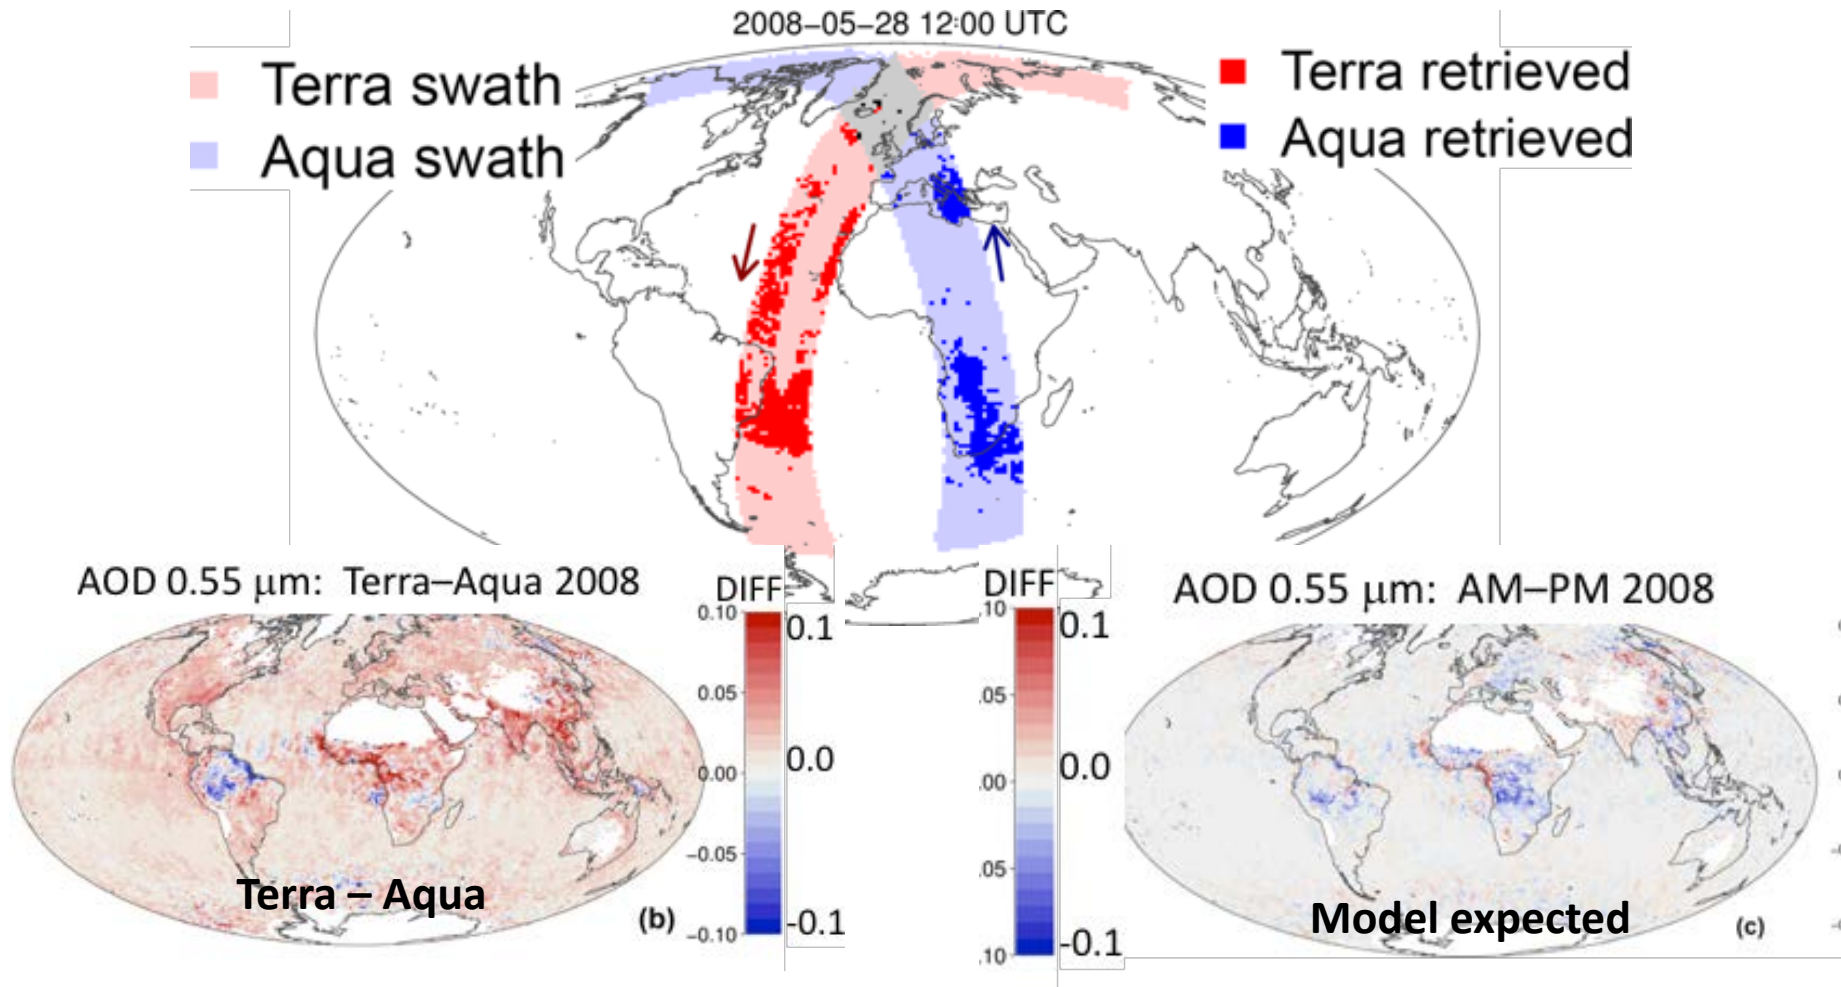 2008–05–28 12:00 UTC
Terra swath
Aqua swath
Terra retrieved
Aqua retrieved
AOD 0.55 μm: Terra–Aqua 2008
DIFF
0.10
0.05
0.00
−0.05
−0.10
0.1
0.0
-0.1
Terra – Aqua
(b)
DIFF
10
.05
.00
.05
.10
0.1
0.0
-0.1
AOD 0.55 μm: AM–PM 2008
Model expected
(c)